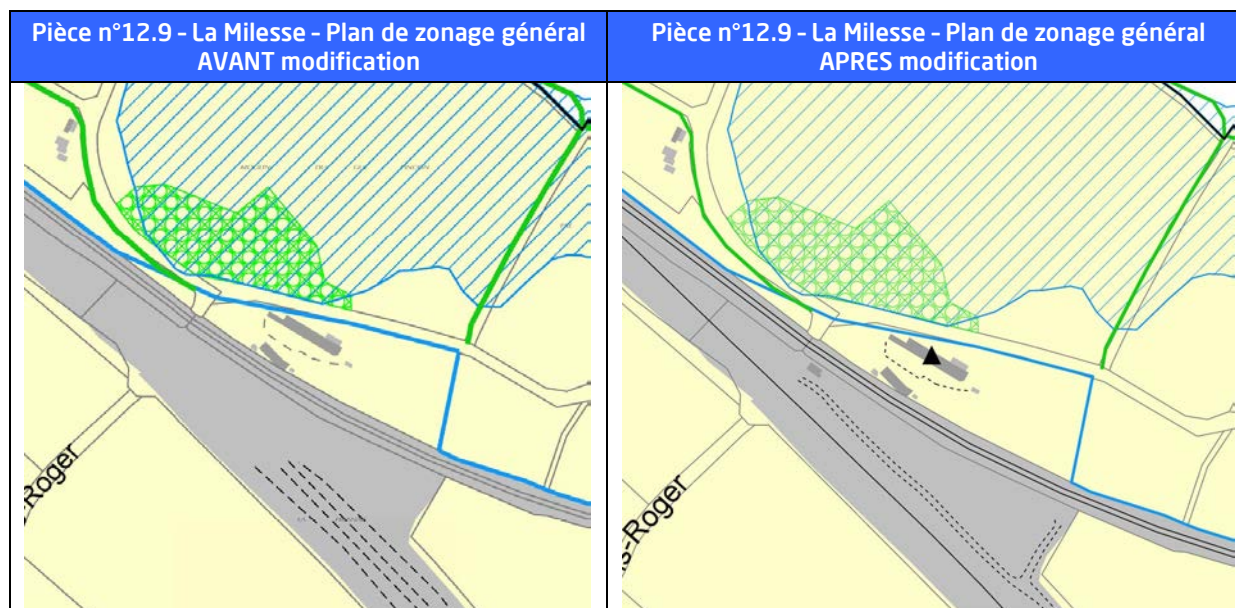 Pièce n°12.9 – La Milesse – Plan de zonage général
AVANT modification
Pièce n°12.9 – La Milesse – Plan de zonage général
APRES modification
-Roger
s-Roger